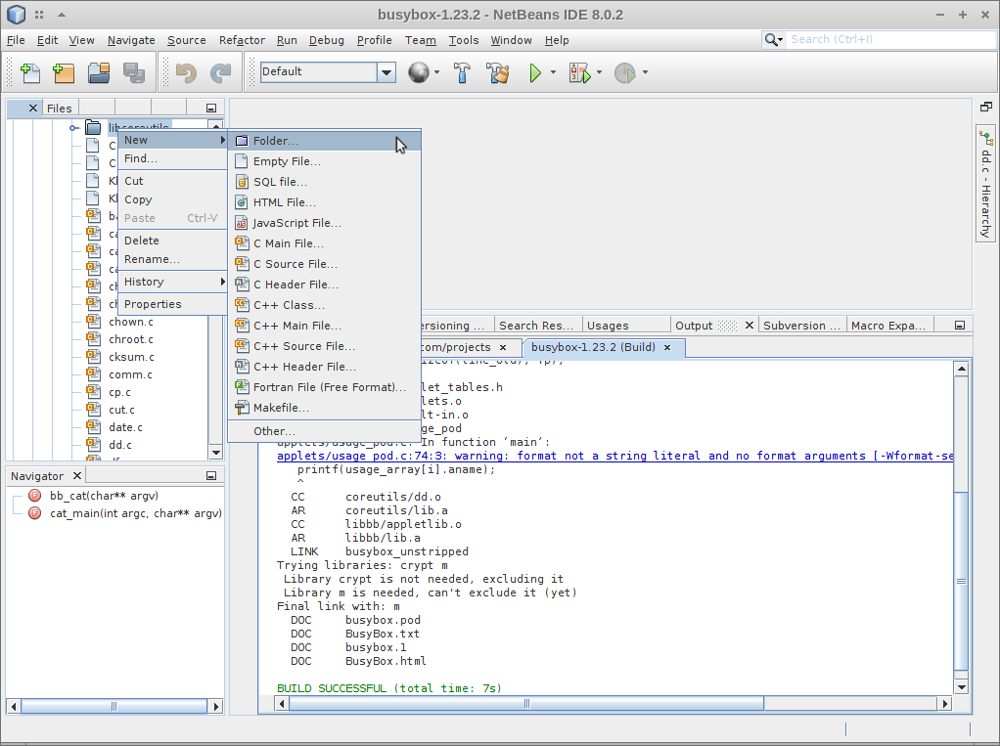 busybox-1.23.2 - NetBeans IDE 8.0.2
File Edit View Navigate Source Refactor Run Debug Profile Team Tools Window Help
Search (Ctrl+I)
Default
Files
libcoreutils
chown.c
chroot.c
cksum.c
comm.c
cp.c
cut.c
date.c
dd.c
New
Find...
Cut
Copy
Paste Ctrl-V
Delete
Rename...
History
Properties
Folder...
Empty File...
SQL file...
HTML File...
JavaScript File...
C Main File...
C Source File...
C Header File...
C++ Class...
C++ Main File...
C++ Source File...
C++ Header File...
Fortran File (Free Format)...
Makefile...
Other...
dd.c - Hierarchy
ersioning ... Search Res... Usages Output Subversion ... Macro Expa...
com/projects busybox-1.23.2 (Build)
let_tables.h
lets.o
lt-in.o
ge_pod
applets/usage_pod.c: In function ‘main’:
applets/usage_pod.c:74:3: warning: format not a string literal and no format arguments [-Wformat-se
printf(usage_array[i].aname);
^
CC coreutils/dd.o
AR coreutils/lib.a
CC libbb/appletlib.o
AR libbb/lib.a
LINK busybox_unstripped
Trying libraries: crypt m
Library crypt is not needed, excluding it
Library m is needed, can't exclude it (yet)
Final link with: m
DOC busybox.pod
DOC BusyBox.txt
DOC busybox.1
DOC BusyBox.html
BUILD SUCCESSFUL (total time: 7s)
Navigator
bb_cat(char** argv)
cat_main(int argc, char** argv)